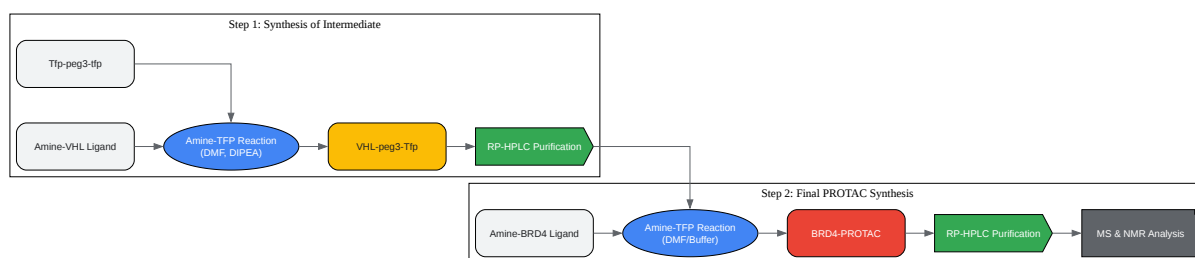 Step 1: Synthesis of Intermediate
Tfp-peg3-tfp
Amine-VHL Ligand
Amine-TFP Reaction
(DMF, DIPEA)
VHL-peg3-Tfp
RP-HPLC Purification
Step 2: Final PROTAC Synthesis
Amine-BRD4 Ligand
Amine-TFP Reaction
(DMF/Buffer)
BRD4-PROTAC
RP-HPLC Purification
MS & NMR Analysis